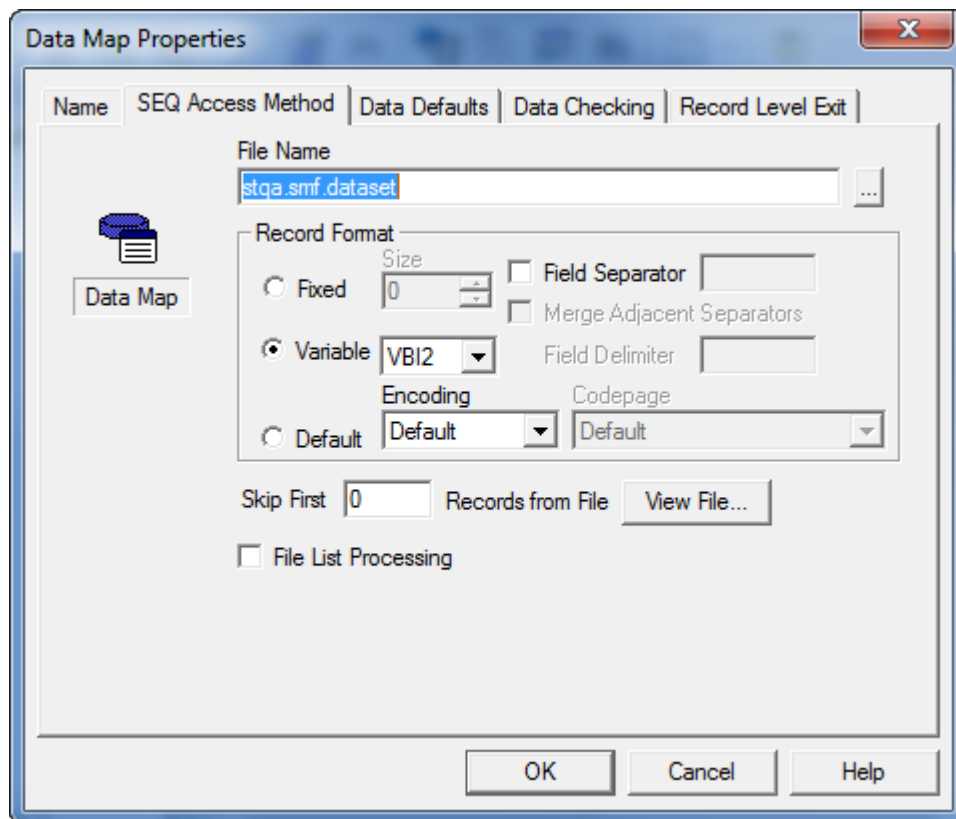 Data Map Properties
X
Name SEQ Access Method Data Defaults Data Checking Record Level Exit
File Name
stqa.smf.dataset ...
Data Map
Record Format
Size
Fixed 0 Field Separator
Merge Adjacent Separators
Variable VBI2 Field Delimiter
Encoding Codepage
Default Default Default
Skip First 0 Records from File View File...
File List Processing
OK Cancel Help